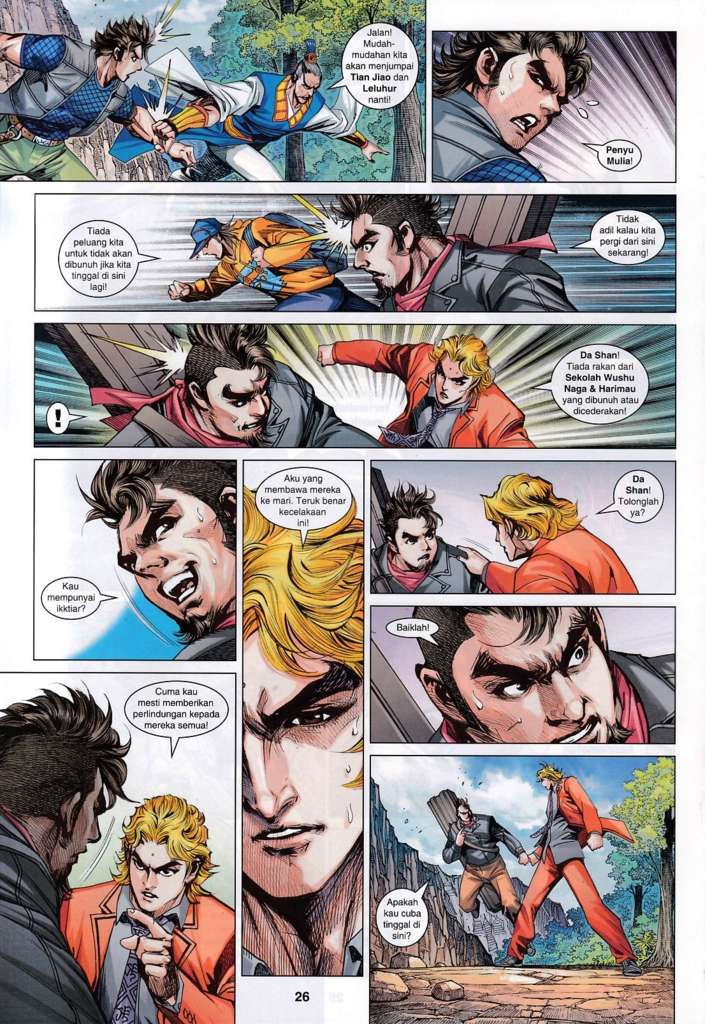 Jalan!
Mudah-
mudahan kita
akan menjumpai
Tian Jiao dan
Leluhur
nanti!
Penyu
Mulia!
Tiada
peluang kita
untuk tidak akan
dibunuh jika kita
tinggal di sini
lagi!
Tidak
adil kalau kita
pergi dari sini
sekarang!
!
Da Shan!
Tiada rakan dari
Sekolah Wushu
Naga & Harimau
yang dibunuh atau
dicederakan!
Kau
mempunyai
ikktiar?
Aku yang
membawa mereka
ke mari. Teruk benar
kecelakaan
ini!
Da
Shan!
Tolonglah
ya?
Baiklah!
Cuma kau
mesti memberikan
perlindungan kepada
mereka semua!
Apakah
kau cuba
tinggal di
sini?
26